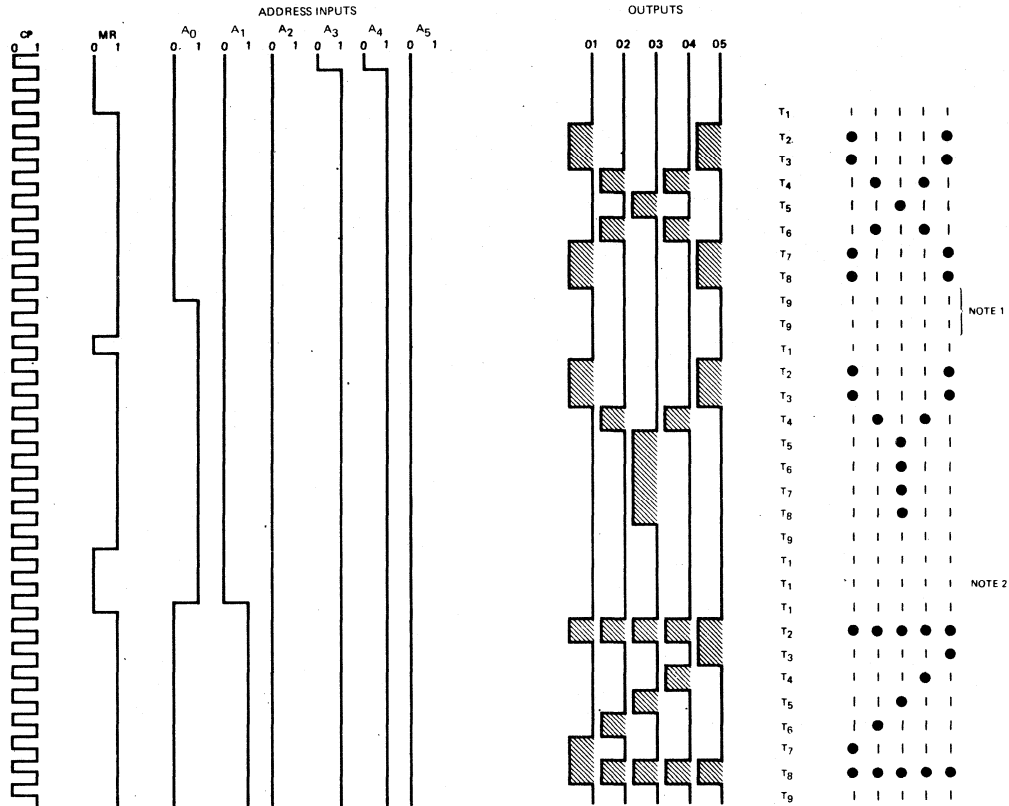 ADDRESS INPUTS OUTPUTS
CP MR A0 A1 A2 A3 A4 A5
0 1 0 1 0 1 0 1 0 1 0 1 0 1 0 1 01 02 03 04 05
T1
T2
T3
T4
T5
T6
T7
T8
T9
NOTE 1
T9
T1
T2
T3
T4
T5
T6
T7
T8
T9
T1
T1 NOTE 2
T1
T2
T3
T4
T5
T6
T7
T8
T9